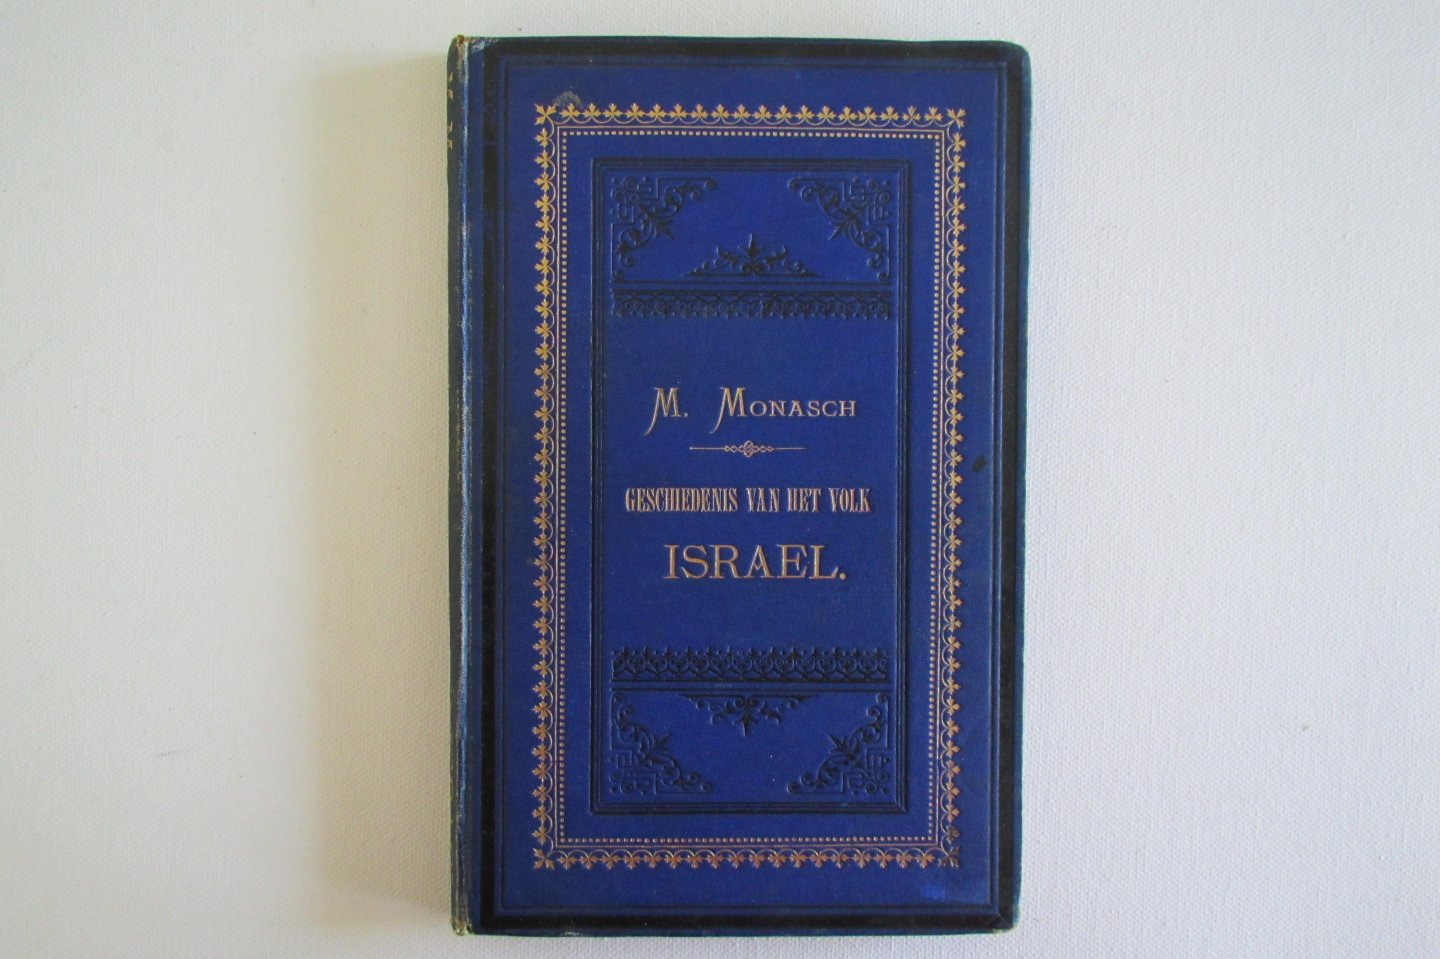 M. MONASCH
GESCHIEDENIS VAN HET VOLK
ISRAEL.